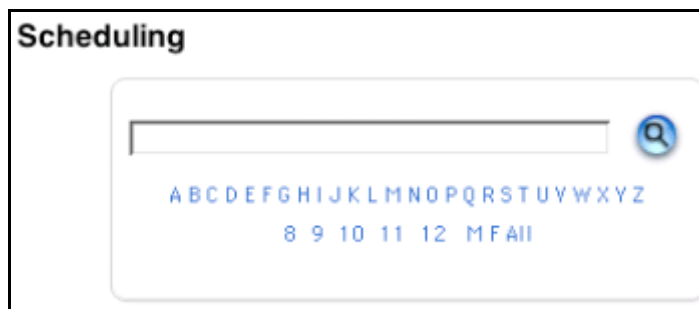 Scheduling
A B C D E F G H I J K L M N O P Q R S T U V W X Y Z
8 9 10 11 12 M F All